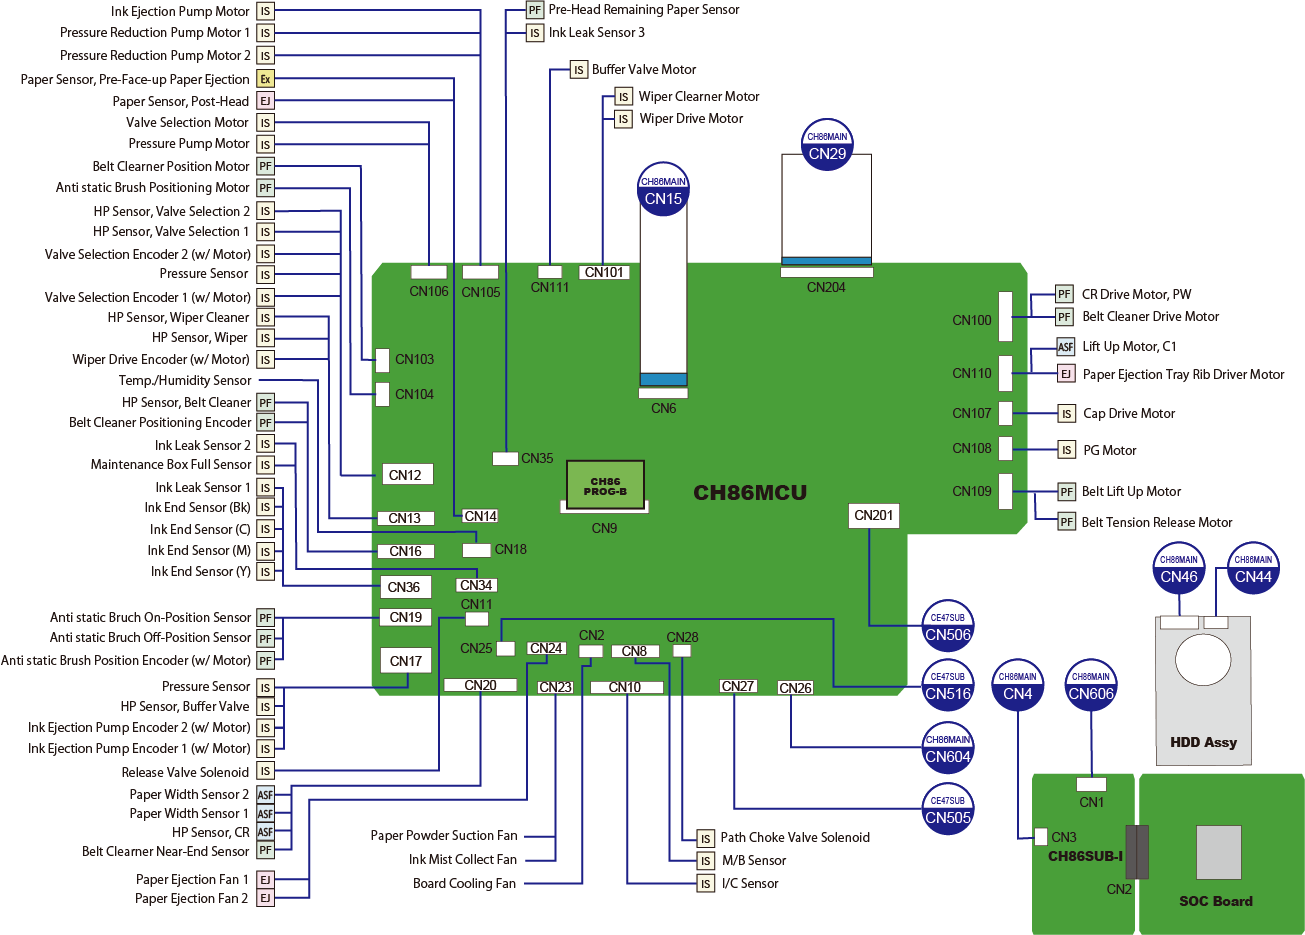 Ink Ejection Pump Motor IS
Pressure Reduction Pump Motor 1 IS
Pressure Reduction Pump Motor 2 IS
Paper Sensor, Pre-Face-up Paper Ejection Ex
Paper Sensor, Post-Head EJ
Valve Selection Motor IS
Pressure Pump Motor IS
Belt Clearner Position Motor PF
Anti static Brush Positioning Motor PF
HP Sensor, Valve Selection 2 IS
HP Sensor, Valve Selection 1 IS
Valve Selection Encoder 2 (w/ Motor) IS
Pressure Sensor IS
Valve Selection Encoder 1 (w/ Motor) IS
HP Sensor, Wiper Cleaner IS
HP Sensor, Wiper IS
Wiper Drive Encoder (w/ Motor) IS
Temp./Humidity Sensor
HP Sensor, Belt Cleaner PF
Belt Cleaner Positioning Encoder PF
Ink Leak Sensor 2 IS
Maintenance Box Full Sensor IS
Ink Leak Sensor 1 IS
Ink End Sensor (Bk) IS
Ink End Sensor (C) IS
Ink End Sensor (M) IS
Ink End Sensor (Y) IS
Anti static Bruch On-Position Sensor PF
Anti static Bruch Off-Position Sensor PF
Anti static Brush Position Encoder (w/ Motor) PF
Pressure Sensor IS
HP Sensor, Buffer Valve IS
Ink Ejection Pump Encoder 2 (w/ Motor) IS
Ink Ejection Pump Encoder 1 (w/ Motor) IS
Release Valve Solenoid IS
Paper Width Sensor 2 ASF
Paper Width Sensor 1 ASF
HP Sensor, CR ASF
Belt Clearner Near-End Sensor PF
Paper Ejection Fan 1 EJ
Paper Ejection Fan 2 EJ
PF Pre-Head Remaining Paper Sensor
IS Ink Leak Sensor 3
IS Buffer Valve Motor
IS Wiper Clearner Motor
IS Wiper Drive Motor
CH86MAIN
CN15
CH86MAIN
CN29
CN106
CN105
CN111
CN101
CN204
CN103
CN104
CN6
CN12
CN35
CN13
CN14
CN16
CN18
CN36
CN34
CN11
CN19
CN17
CN25
CN24
CN2
CN8
CN28
CN20
CN23
CN10
CN27
CN26
CH86
PROG-B
CN9
CH86MCU
CN201
CN100
CN110
CN107
CN108
CN109
PF CR Drive Motor, PW
PF Belt Cleaner Drive Motor
ASF Lift Up Motor, C1
EJ Paper Ejection Tray Rib Driver Motor
IS Cap Drive Motor
IS PG Motor
PF Belt Lift Up Motor
PF Belt Tension Release Motor
CE47SUB
CN506
CE47SUB
CN516
CH86MAIN
CN604
CE47SUB
CN505
Paper Powder Suction Fan
Ink Mist Collect Fan
Board Cooling Fan
IS Path Choke Valve Solenoid
IS M/B Sensor
IS I/C Sensor
CH86MAIN
CN46
CH86MAIN
CN44
HDD Assy
CH86MAIN
CN4
CH86MAIN
CN606
CN1
CN3
CH86SUB-I
CN2
SOC Board